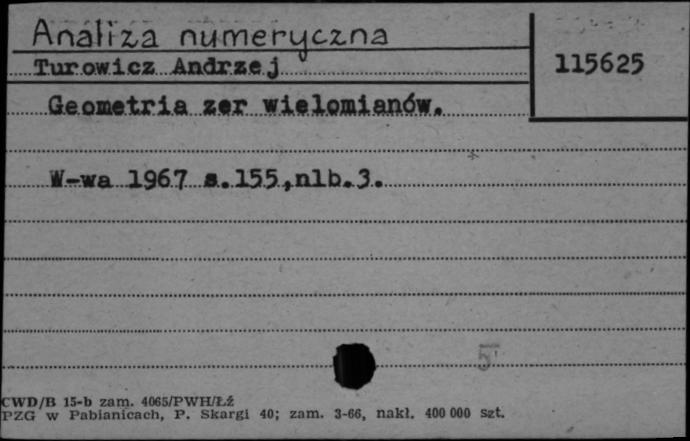 Analiza numeryczna
Turowicz Andrzej
115625
Geometria zer wielomianów.
W-wa 1967 s.155,nlb.3.
CWD/B 15-b zam. 4065/PWH/ŁŹ
PZG w Pabianicach, P. Skargi 40; zam. 3-66, nakł. 400 000 szt.